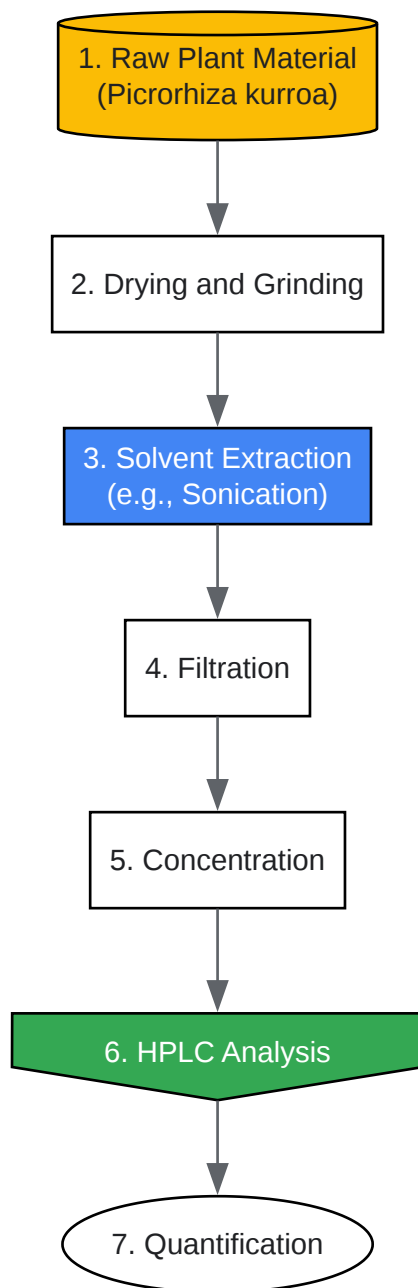 1. Raw Plant Material
(Picrorhiza kurroa)
2. Drying and Grinding
3. Solvent Extraction
(e.g., Sonication)
4. Filtration
5. Concentration
6. HPLC Analysis
7. Quantification